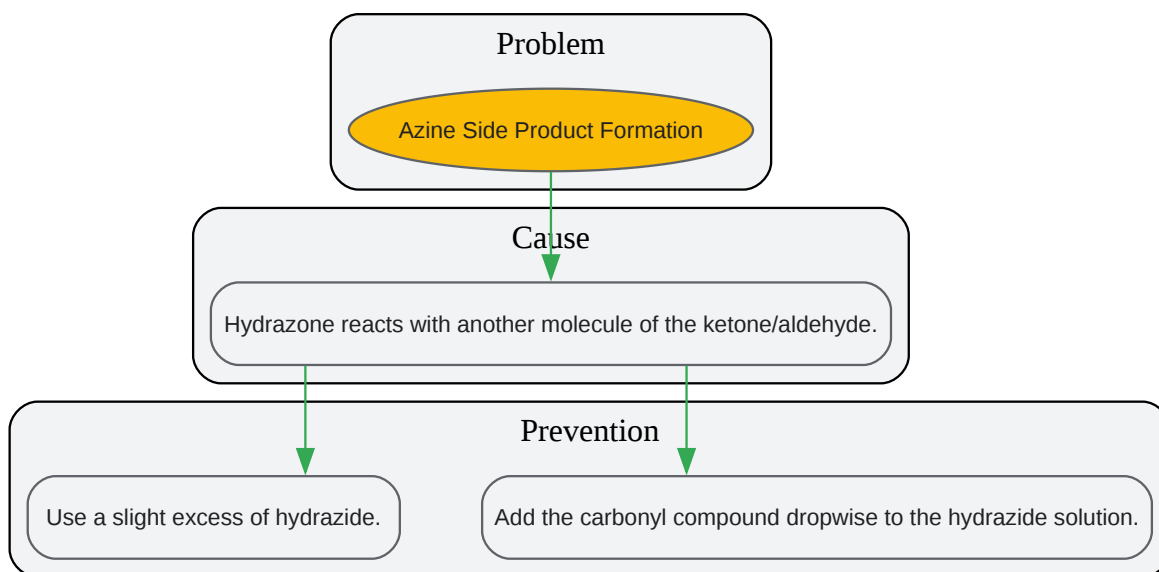 Problem
Azine Side Product Formation
Cause
Hydrazone reacts with another molecule of the ketone/aldehyde.
Prevention
Use a slight excess of hydrazide.
Add the carbonyl compound dropwise to the hydrazide solution.